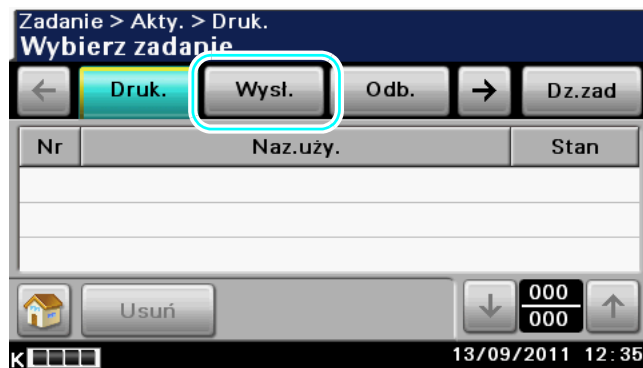 Zadanie > Akty. > Druk.
Wybierz zadanie
Druk. Wysł. Odb. Dz.zad
Nr Naz.uży. Stan
Usuń 000
000
K 13/09/2011 12:35